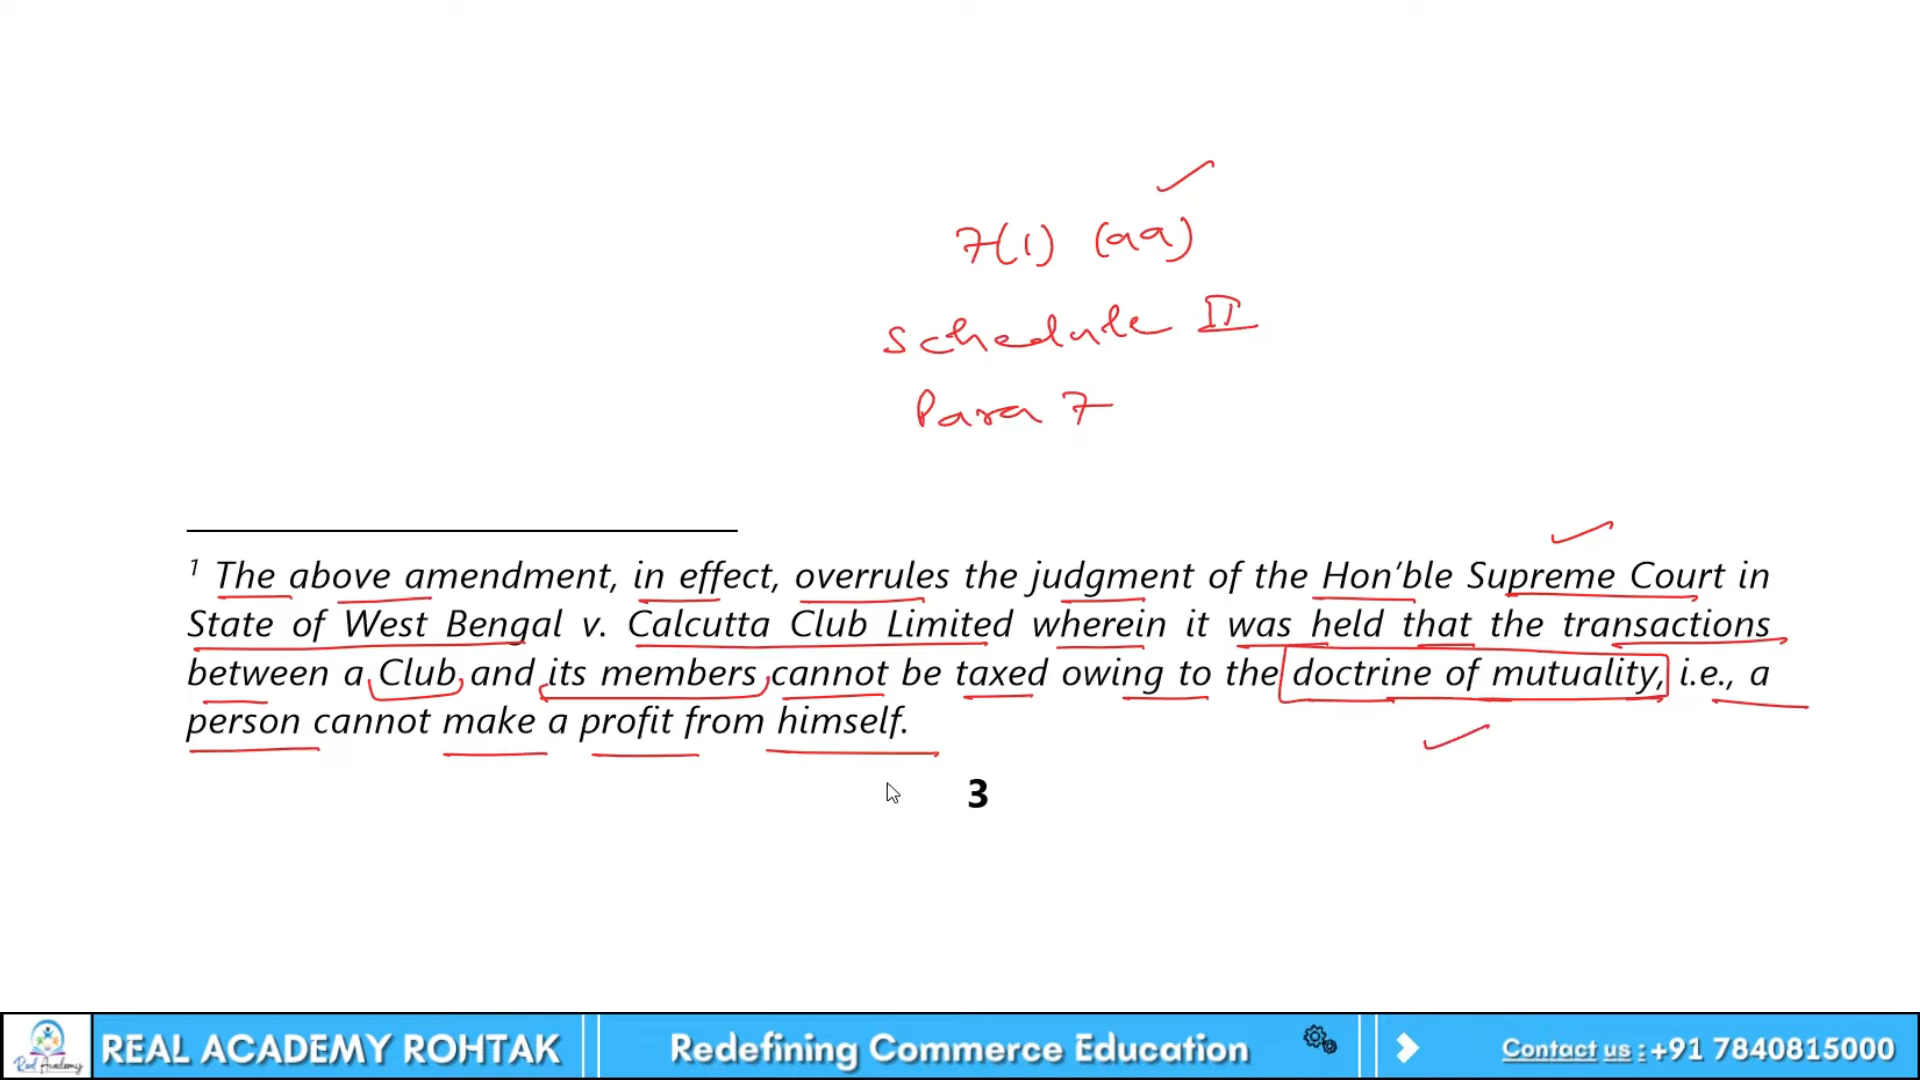 7(1) (aa)
Schedule II
Para 7
1 The above amendment, in effect, overrules the judgment of the Hon'ble Supreme Court in
State of West Bengal v. Calcutta Club Limited wherein it was held that the transactions
between a Club and its members cannot be taxed owing to the doctrine of mutuality, i.e., a
person cannot make a profit from himself.
3
Real Academy
REAL ACADEMY ROHTAK
Redefining Commerce Education
Contact us : +91 7840815000